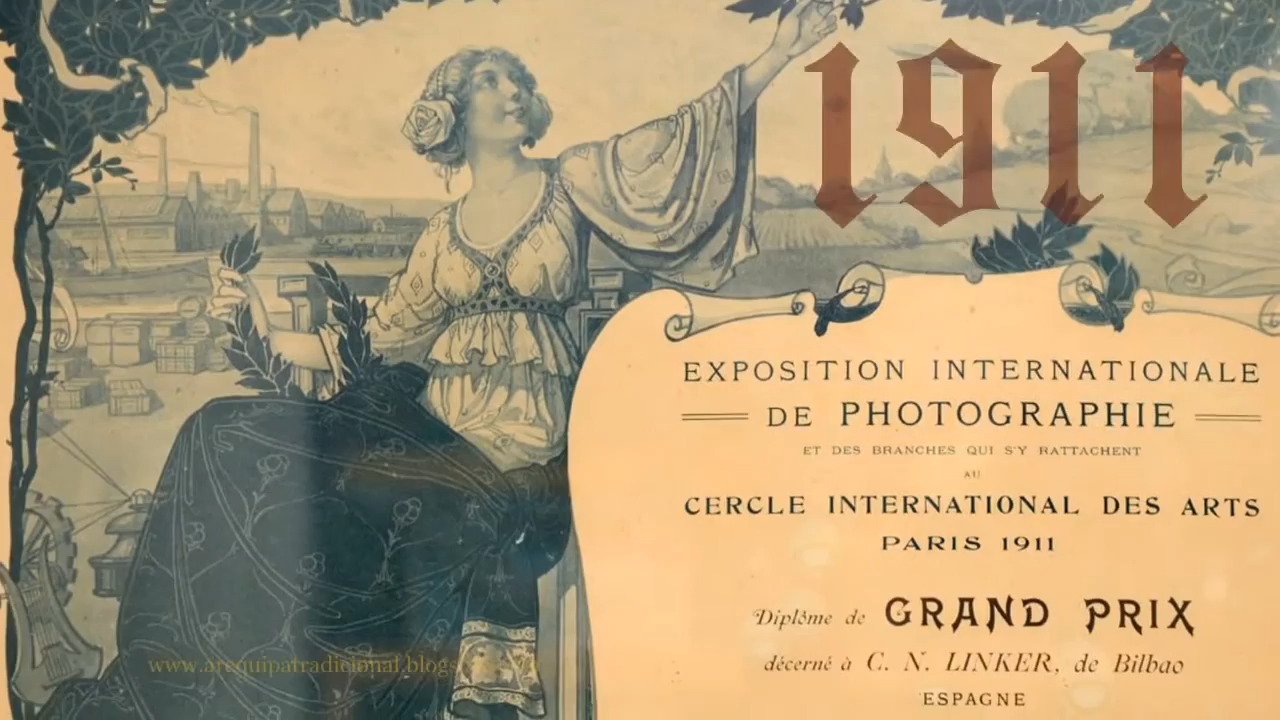 1911
EXPOSITION INTERNATIONALE
DE PHOTOGRAPHIE
ET DES BRANCHES QUI S'Y RATTACHENT
AU
CERCLE INTERNATIONAL DES ARTS
PARIS 1911
Diplôme de GRAND PRIX
décerné à C. N. LINKER, de Bilbao
ESPAGNE